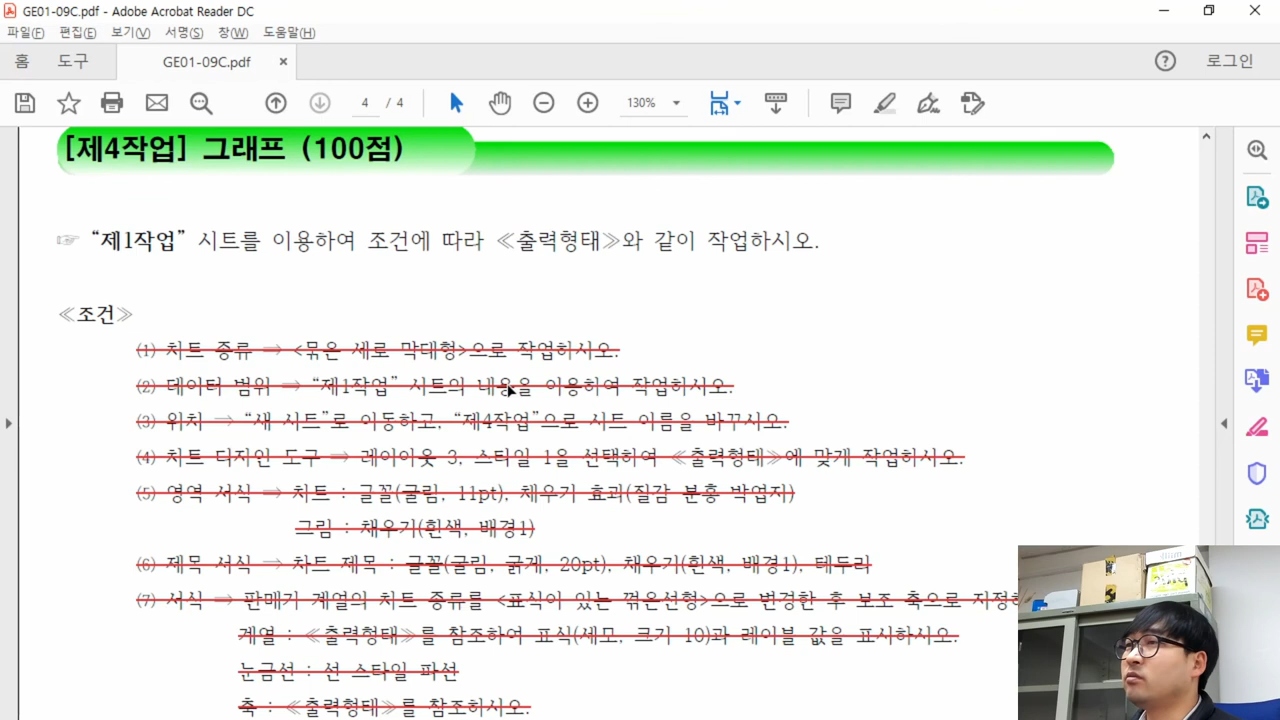 GE01-09C.pdf - Adobe Acrobat Reader DC
파일(F) 편집(E) 보기(V) 서명(S) 창(W) 도움말(H)
홈 도구 GE01-09C.pdf × ? 로그인
4 / 4 130%
[제4작업] 그래프 (100점)
☞ “제1작업” 시트를 이용하여 조건에 따라 ≪출력형태≫와 같이 작업하시오.
≪조건≫
(1) 차트 종류 ⇒ <묶은 세로 막대형>으로 작업하시오.
(2) 데이터 범위 ⇒ “제1작업” 시트의 내용을 이용하여 작업하시오.
(3) 위치 ⇒ “새 시트”로 이동하고, “제4작업”으로 시트 이름을 바꾸시오.
(4) 차트 디자인 도구 ⇒ 레이아웃 3, 스타일 1을 선택하여 ≪출력형태≫에 맞게 작업하시오.
(5) 영역 서식 ⇒ 차트 : 글꼴(굴림, 11pt), 채우기 효과(질감-분홍 박엽지)
그림 : 채우기(흰색, 배경1)
(6) 제목 서식 ⇒ 차트 제목 : 글꼴(굴림, 굵게, 20pt), 채우기(흰색, 배경1), 테두리
(7) 서식 ⇒ 판매가 계열의 차트 종류를 <표식이 있는 꺾은선형>으로 변경한 후 보조 축으로 지정하
계열 : ≪출력형태≫를 참조하여 표식(세모, 크기 10)과 레이블 값을 표시하시오.
눈금선 : 선 스타일-파선
축 : ≪출력형태≫를 참조하시오.